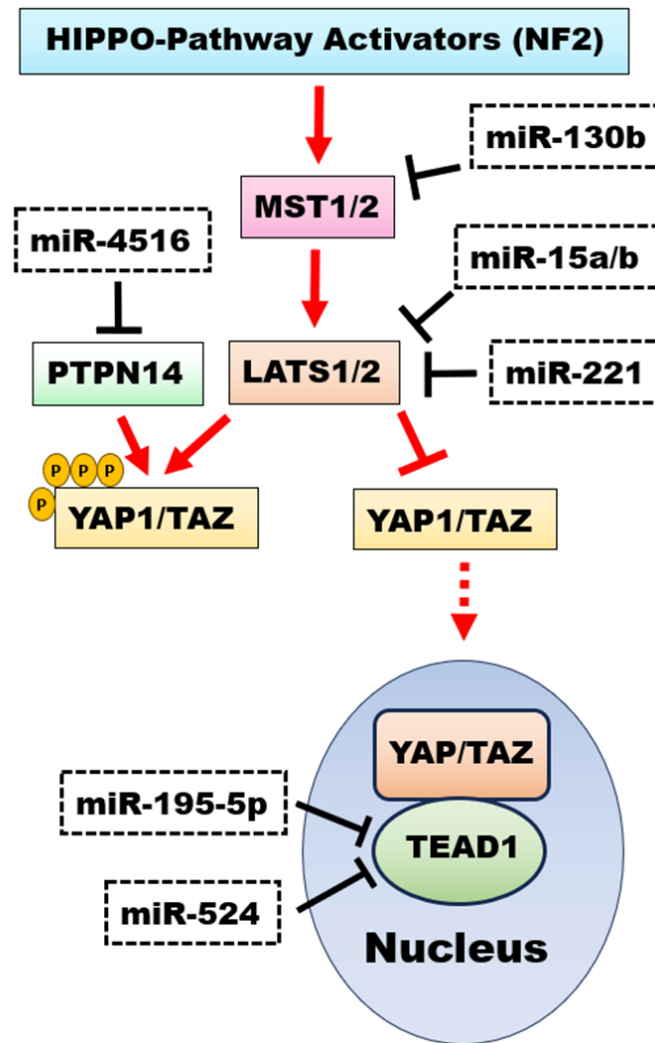 HIPPO-Pathway Activators (NF2)
miR-130b
MST1/2
miR-4516
miR-15a/b
PTPN14
LATS1/2
miR-221
P P P
P
YAP1/TAZ
YAP1/TAZ
YAP/TAZ
miR-195-5p
TEAD1
miR-524
Nucleus